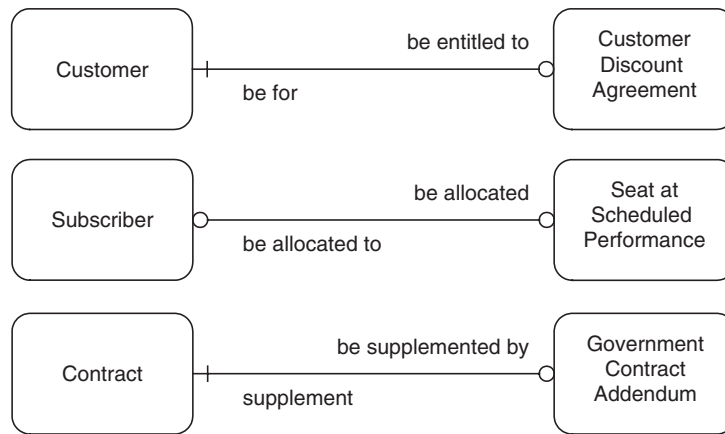 be entitled to
Customer
Customer
Discount
Agreement
be for
be allocated
Subscriber
Seat at
Scheduled
Performance
be allocated to
be supplemented by
Contract
Government
Contract
Addendum
supplement